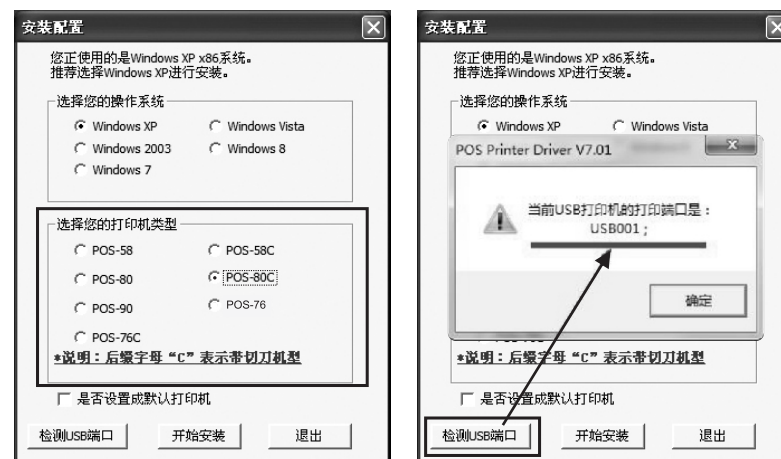 安装配置
您正使用的是Windows XP x86系统。
推荐选择Windows XP进行安装。
选择您的操作系统
Windows XP Windows Vista
Windows 2003 Windows 8
Windows 7
选择您的打印机类型
POS-58 POS-58C
POS-80 POS-80C
POS-90 POS-76
POS-76C
*说明：后缀字母“C”表示带切刀机型
是否设置成默认打印机
检测USB端口 开始安装 退出
安装配置
您正使用的是Windows XP x86系统。
推荐选择Windows XP进行安装。
选择您的操作系统
Windows XP Windows Vista
POS Printer Driver V7.01
当前USB打印机的打印端口是：
USB001；
确定
*说明：后缀字母“C”表示带切刀机型
是否设置成默认打印机
检测USB端口 开始安装 退出